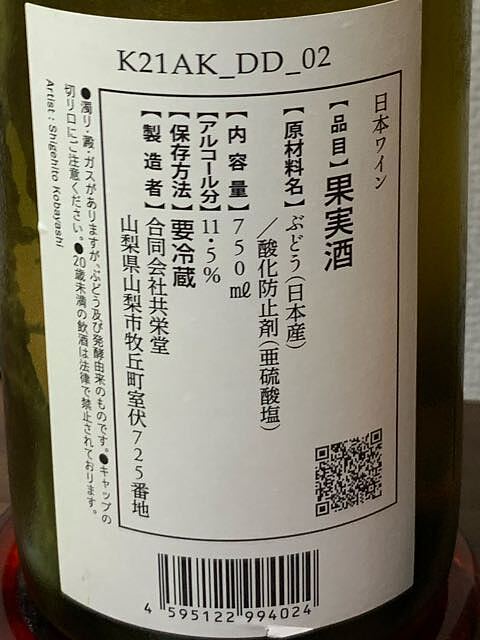 K21AK_DD_02
日本ワイン
【品目】果実酒
【原材料名】ぶどう(日本産)
／酸化防止剤(亜硫酸塩)
【内容量】750㎖
【アルコール分】11.5%
【保存方法】要冷蔵
【製造者】合同会社共栄堂
山梨県山梨市牧丘町室伏725番地
●濁り・澱・ガスがありますが、ぶどう及び発酵由来のものです。●キャップの
切り口にご注意ください。●20歳未満の飲酒は法律で禁止されております。
Artist : Shigehito Kobayashi
4 595122 994024